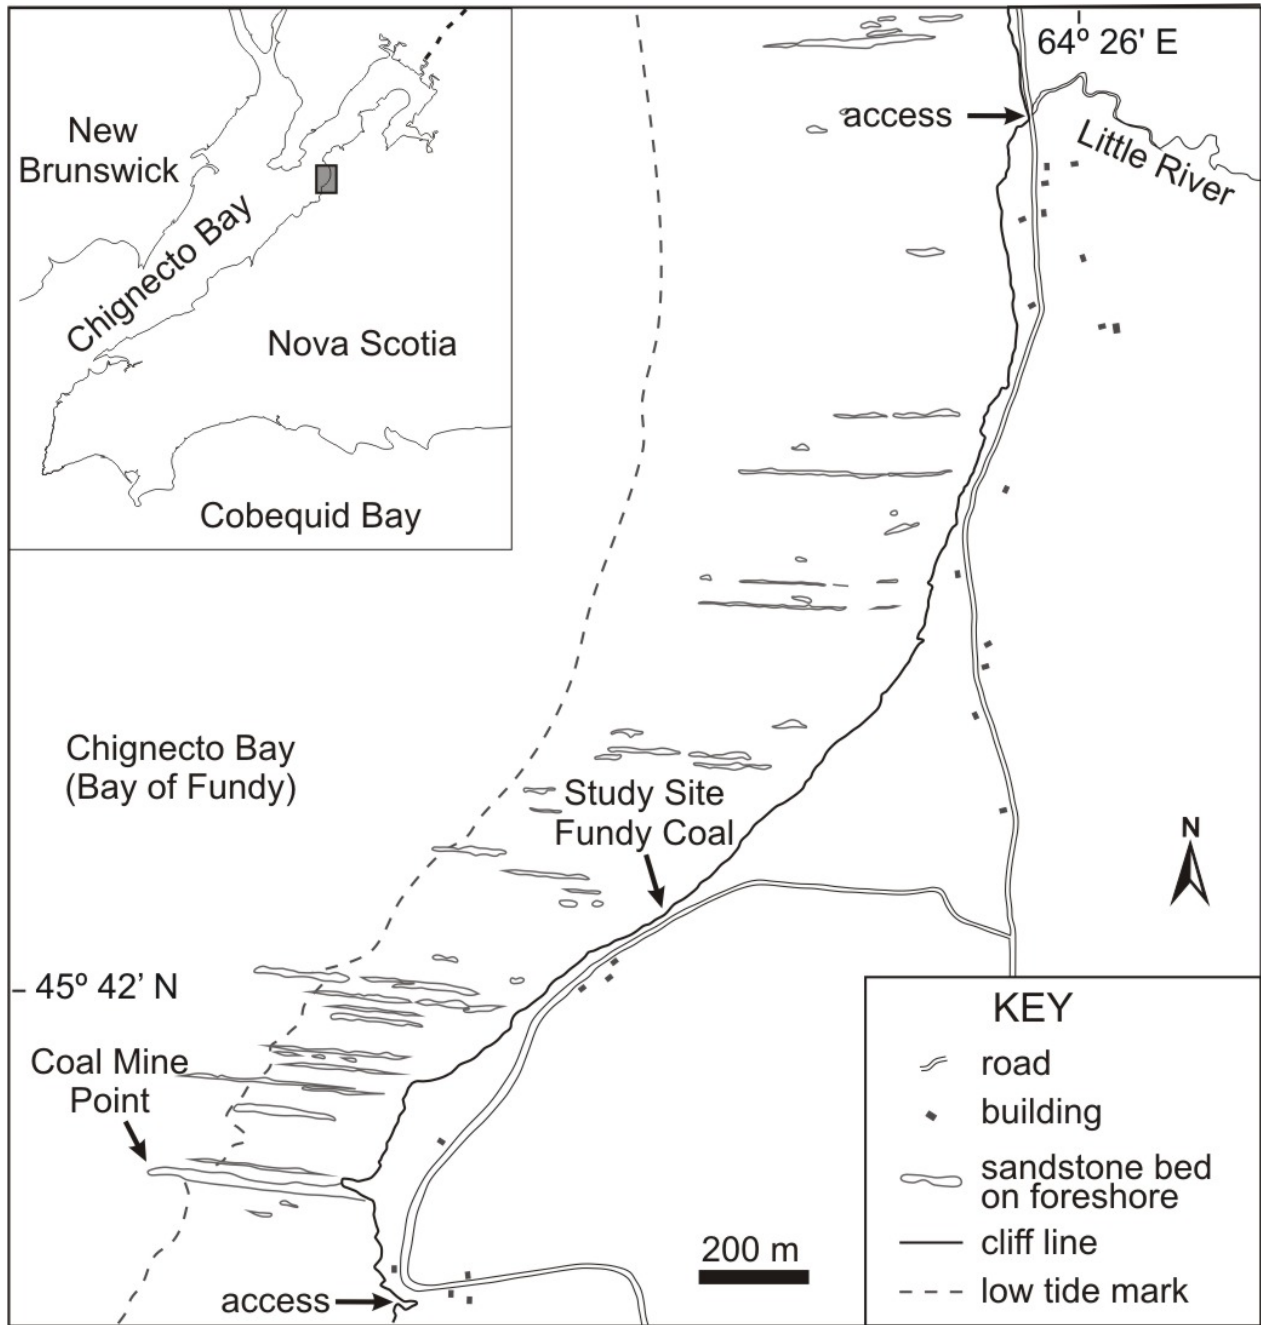 64º 26' E
New
Brunswick
access
Little River
Chignecto Bay
Nova Scotia
Cobequid Bay
Chignecto Bay
(Bay of Fundy)
Study Site
Fundy Coal
N
45º 42’ N
Coal Mine
Point
KEY
road
building
sandstone bed
on foreshore
cliff line
low tide mark
200 m
access